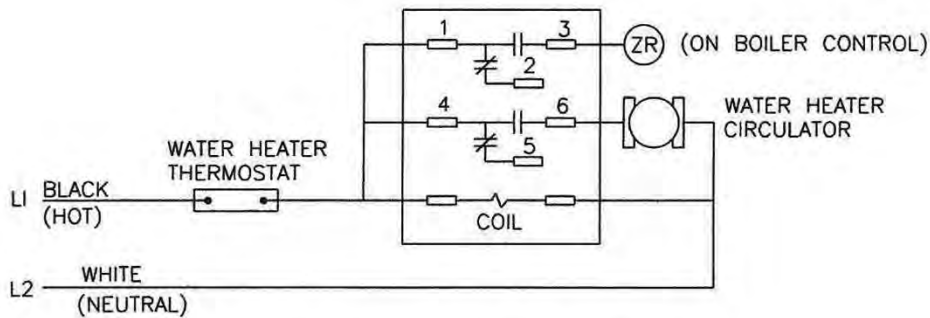 1
3
ZR (ON BOILER CONTROL)
2
4
6
WATER HEATER
CIRCULATOR
5
WATER HEATER
THERMOSTAT
L1 BLACK
(HOT)
COIL
L2 WHITE
(NEUTRAL)